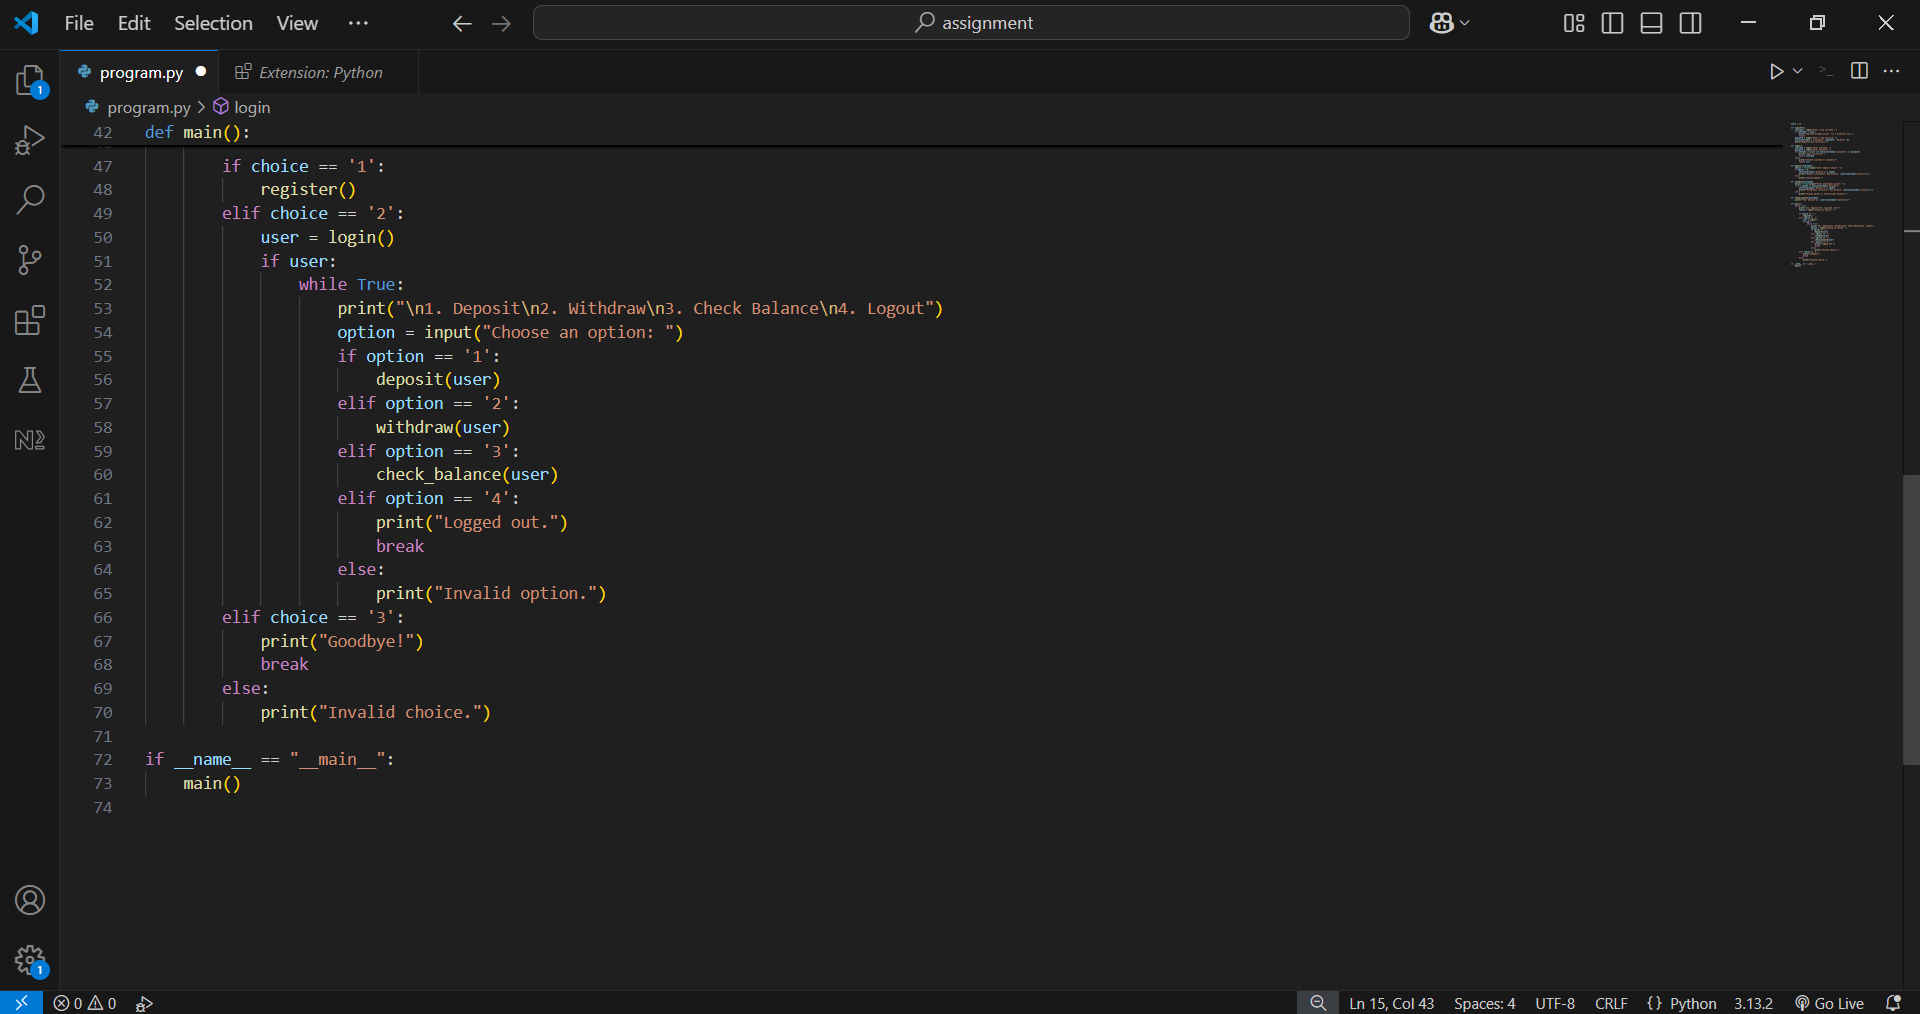 File Edit Selection View ··· assignment
program.py Extension: Python
program.py > login
42 def main():
47 if choice == '1':
48 register()
49 elif choice == '2':
50 user = login()
51 if user:
52 while True:
53 print("\n1. Deposit\n2. Withdraw\n3. Check Balance\n4. Logout")
54 option = input("Choose an option: ")
55 if option == '1':
56 deposit(user)
57 elif option == '2':
58 withdraw(user)
59 elif option == '3':
60 check_balance(user)
61 elif option == '4':
62 print("Logged out.")
63 break
64 else:
65 print("Invalid option.")
66 elif choice == '3':
67 print("Goodbye!")
68 break
69 else:
70 print("Invalid choice.")
71
72 if __name__ == "__main__":
73 main()
74
1
1
0 0 Ln 15, Col 43 Spaces: 4 UTF-8 CRLF {} Python 3.13.2 Go Live